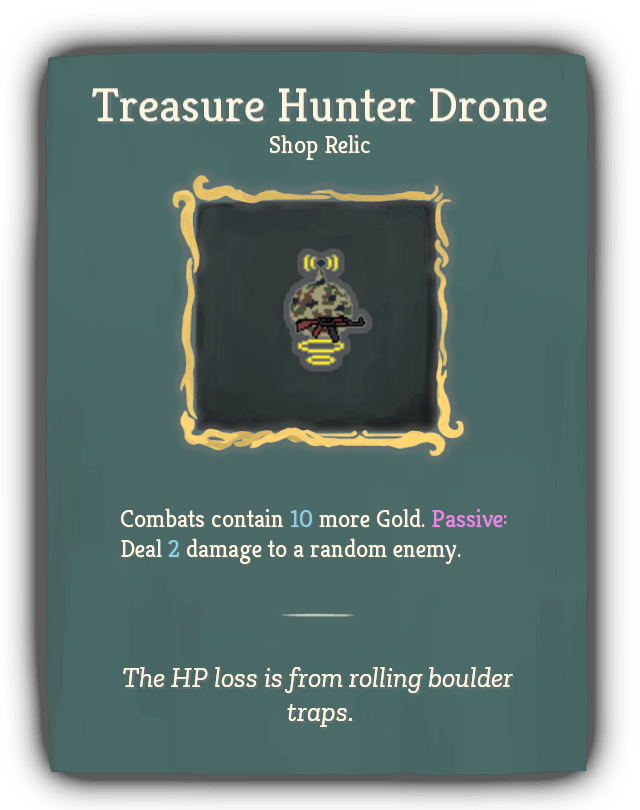 Treasure Hunter Drone
Shop Relic
Combats contain 10 more Gold. Passive:
Deal 2 damage to a random enemy.
The HP loss is from rolling boulder
traps.